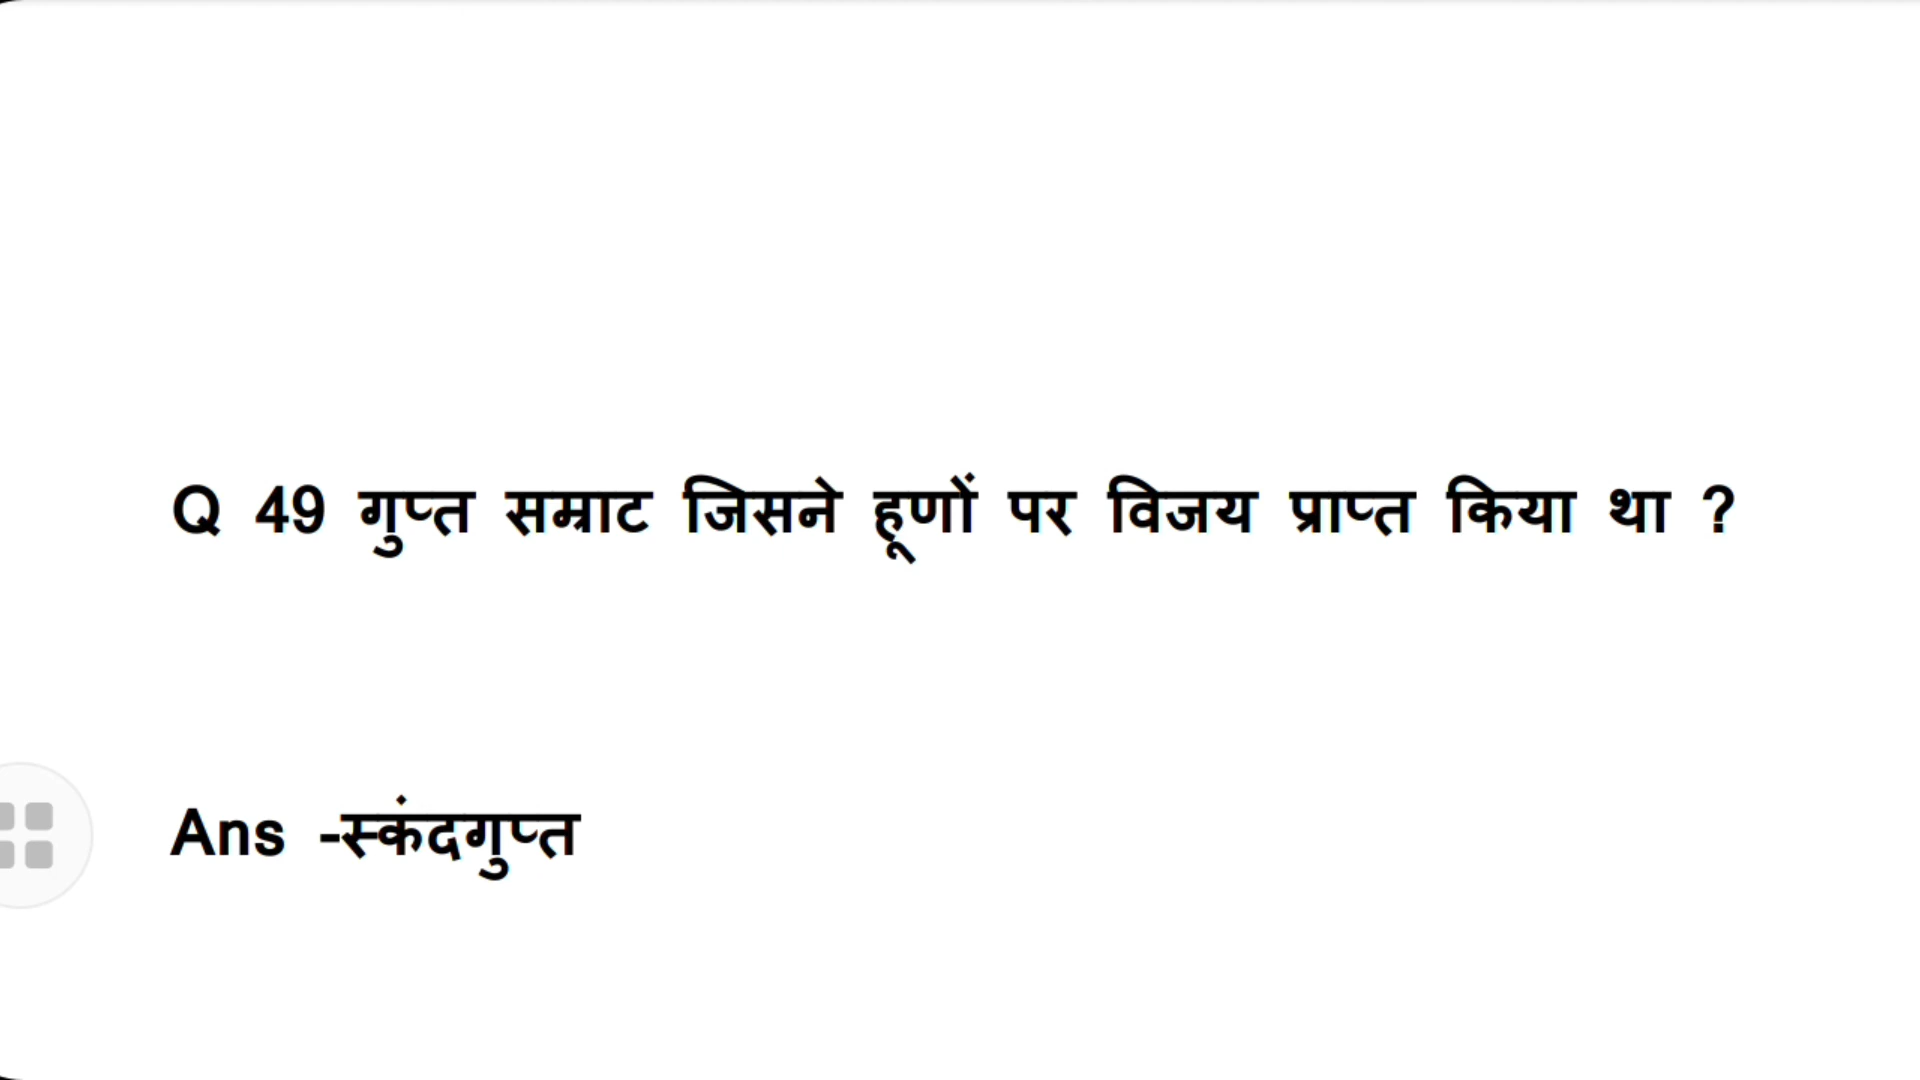 Q 49 गुप्त सम्राट जिसने हूणों पर विजय प्राप्त किया था ?
Ans -स्कंदगुप्त